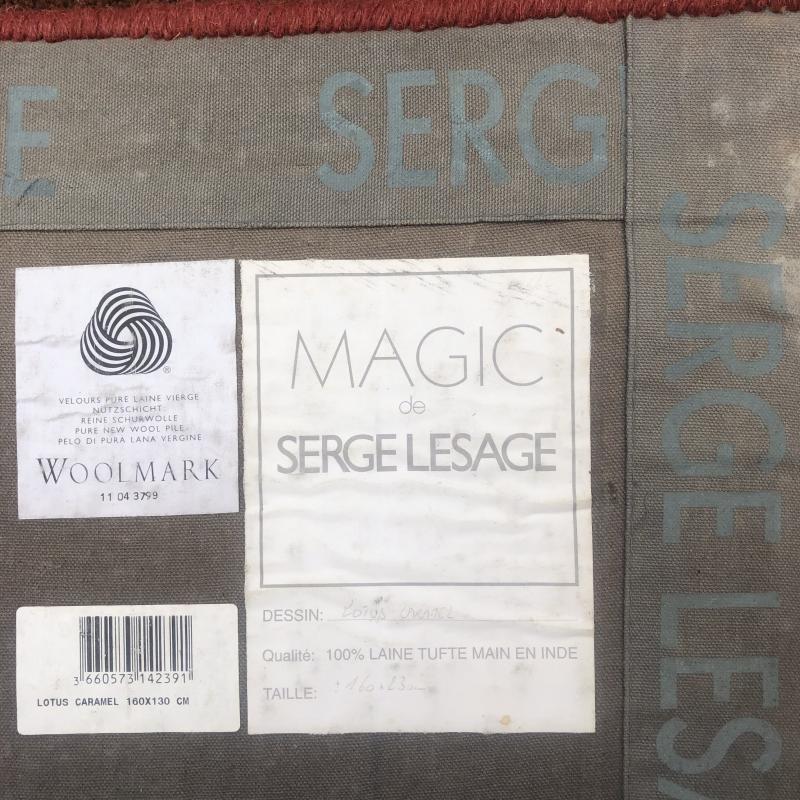 E
SERG
SERGE LESA
®
VELOURS PURE LAINE VIERGE
NUTZSCHICHT
REINE SCHURWOLLE
PURE NEW WOOL PILE
PELO DI PURA LANA VERGINE
WOOLMARK
11 04 3799
MAGIC
de
SERGE LESAGE
DESSIN: LOTUS CARAMEL
Qualité: 100% LAINE TUFTE MAIN EN INDE
TAILLE:
3 660573 142391
LOTUS CARAMEL 160X130 CM